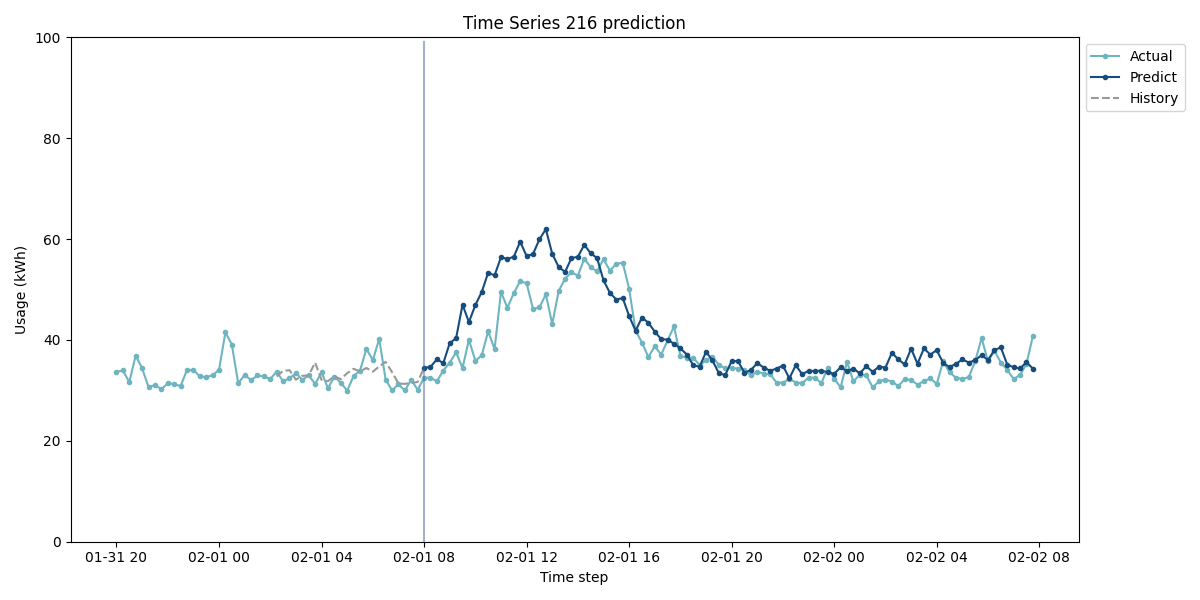 Time Series 216 prediction
100
80
60
40
20
0
Usage (kWh)
01-31 20
02-01 00
02-01 04
02-01 08
02-01 12
02-01 16
02-01 20
02-02 00
02-02 04
02-02 08
Time step
Actual
Predict
History